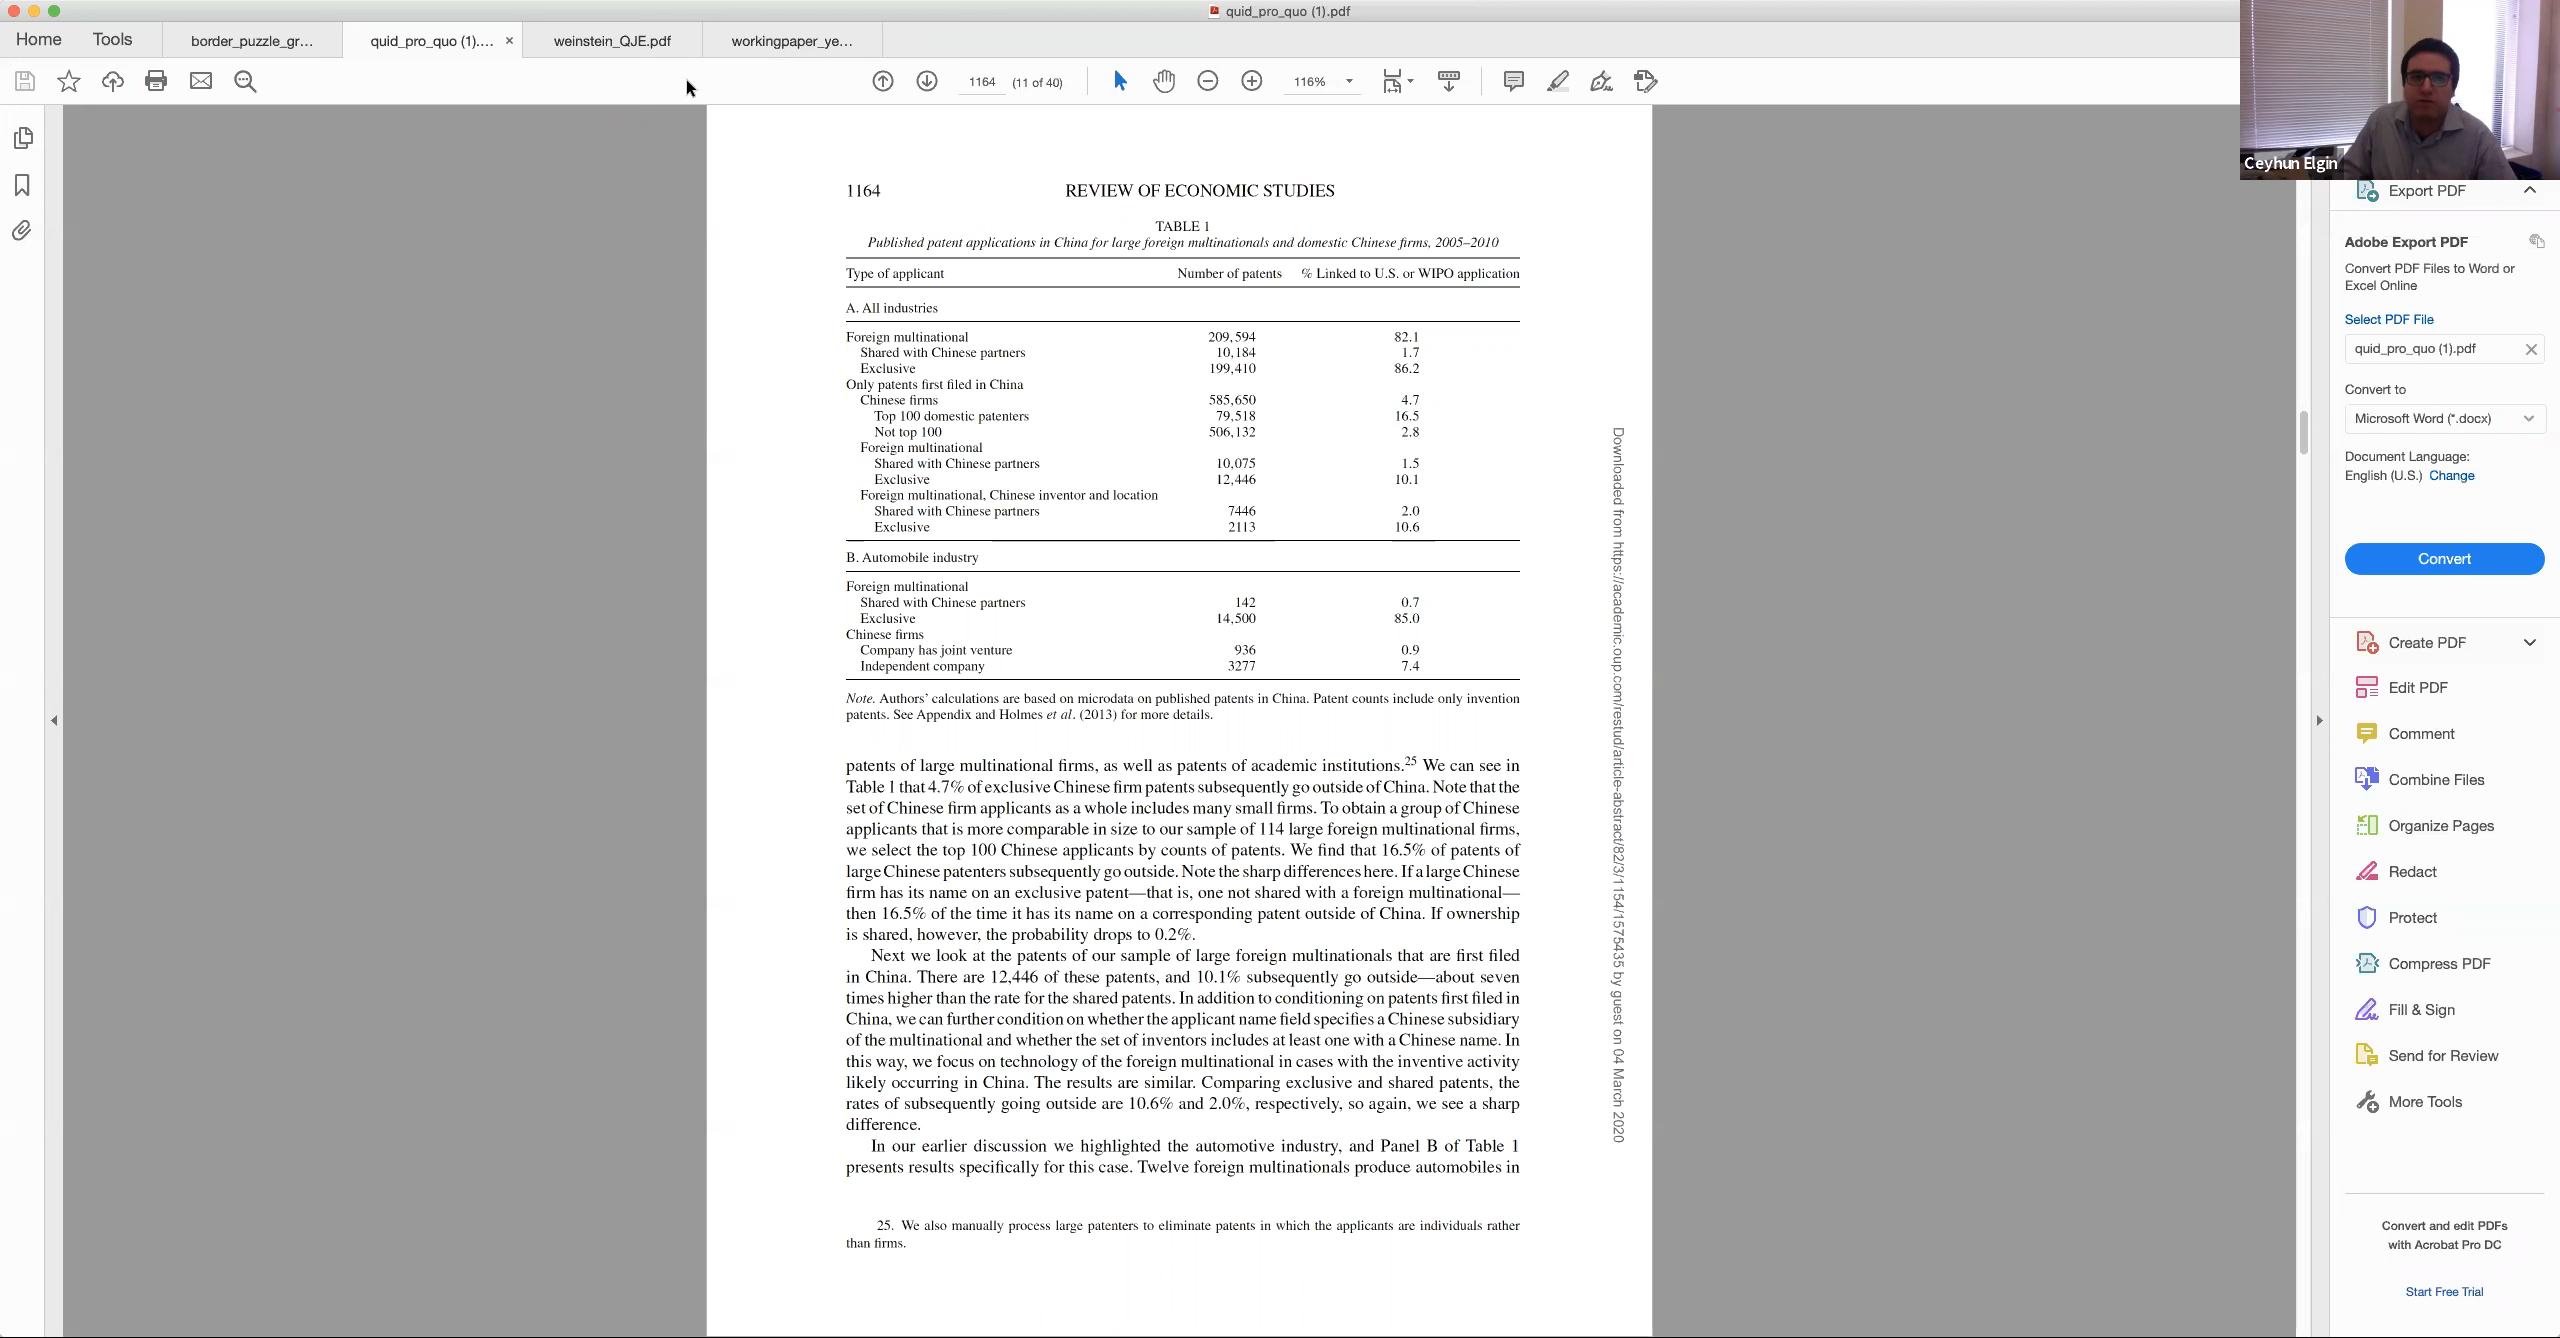 quid_pro_quo (1).pdf
Home Tools border_puzzle_gr... quid_pro_quo (1).... × weinstein_QJE.pdf workingpaper_ye...
1164 (11 of 40) 116%
Ceyhun Elgin
1164 REVIEW OF ECONOMIC STUDIES
TABLE 1
Published patent applications in China for large foreign multinationals and domestic Chinese firms, 2005–2010
Type of applicant Number of patents % Linked to U.S. or WIPO application
A. All industries
Foreign multinational 209,594 82.1
Shared with Chinese partners 10,184 1.7
Exclusive 199,410 86.2
Only patents first filed in China
Chinese firms 585,650 4.7
Top 100 domestic patenters 79,518 16.5
Not top 100 506,132 2.8
Foreign multinational
Shared with Chinese partners 10,075 1.5
Exclusive 12,446 10.1
Foreign multinational, Chinese inventor and location
Shared with Chinese partners 7446 2.0
Exclusive 2113 10.6
B. Automobile industry
Foreign multinational
Shared with Chinese partners 142 0.7
Exclusive 14,500 85.0
Chinese firms
Company has joint venture 936 0.9
Independent company 3277 7.4
Note. Authors' calculations are based on microdata on published patents in China. Patent counts include only invention
patents. See Appendix and Holmes et al. (2013) for more details.
patents of large multinational firms, as well as patents of academic institutions.25 We can see in
Table 1 that 4.7% of exclusive Chinese firm patents subsequently go outside of China. Note that the
set of Chinese firm applicants as a whole includes many small firms. To obtain a group of Chinese
applicants that is more comparable in size to our sample of 114 large foreign multinational firms,
we select the top 100 Chinese applicants by counts of patents. We find that 16.5% of patents of
large Chinese patenters subsequently go outside. Note the sharp differences here. If a large Chinese
firm has its name on an exclusive patent—that is, one not shared with a foreign multinational—
then 16.5% of the time it has its name on a corresponding patent outside of China. If ownership
is shared, however, the probability drops to 0.2%.
Next we look at the patents of our sample of large foreign multinationals that are first filed
in China. There are 12,446 of these patents, and 10.1% subsequently go outside—about seven
times higher than the rate for the shared patents. In addition to conditioning on patents first filed in
China, we can further condition on whether the applicant name field specifies a Chinese subsidiary
of the multinational and whether the set of inventors includes at least one with a Chinese name. In
this way, we focus on technology of the foreign multinational in cases with the inventive activity
likely occurring in China. The results are similar. Comparing exclusive and shared patents, the
rates of subsequently going outside are 10.6% and 2.0%, respectively, so again, we see a sharp
difference.
In our earlier discussion we highlighted the automotive industry, and Panel B of Table 1
presents results specifically for this case. Twelve foreign multinationals produce automobiles in
25. We also manually process large patenters to eliminate patents in which the applicants are individuals rather
than firms.
Downloaded from https://academic.oup.com/restud/article-abstract/82/3/1154/1575435 by guest on 04 March 2020
Export PDF
Adobe Export PDF
Convert PDF Files to Word or
Excel Online
Select PDF File
quid_pro_quo (1).pdf
Convert to
Microsoft Word (*.docx)
Document Language:
English (U.S.) Change
Convert
Create PDF
Edit PDF
Comment
Combine Files
Organize Pages
Redact
Protect
Compress PDF
Fill & Sign
Send for Review
More Tools
Convert and edit PDFs
with Acrobat Pro DC
Start Free Trial